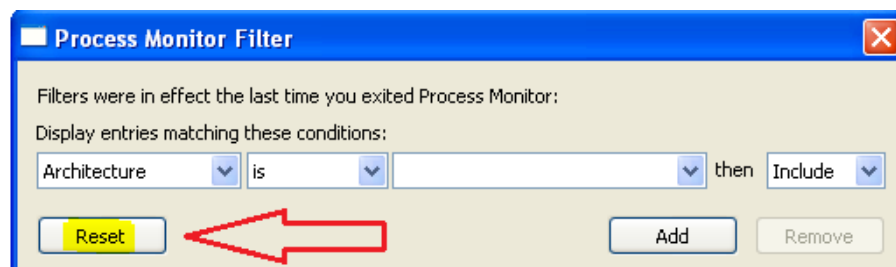 Process Monitor Filter
Filters were in effect the last time you exited Process Monitor:
Display entries matching these conditions:
Architecture is then Include
Reset Add Remove